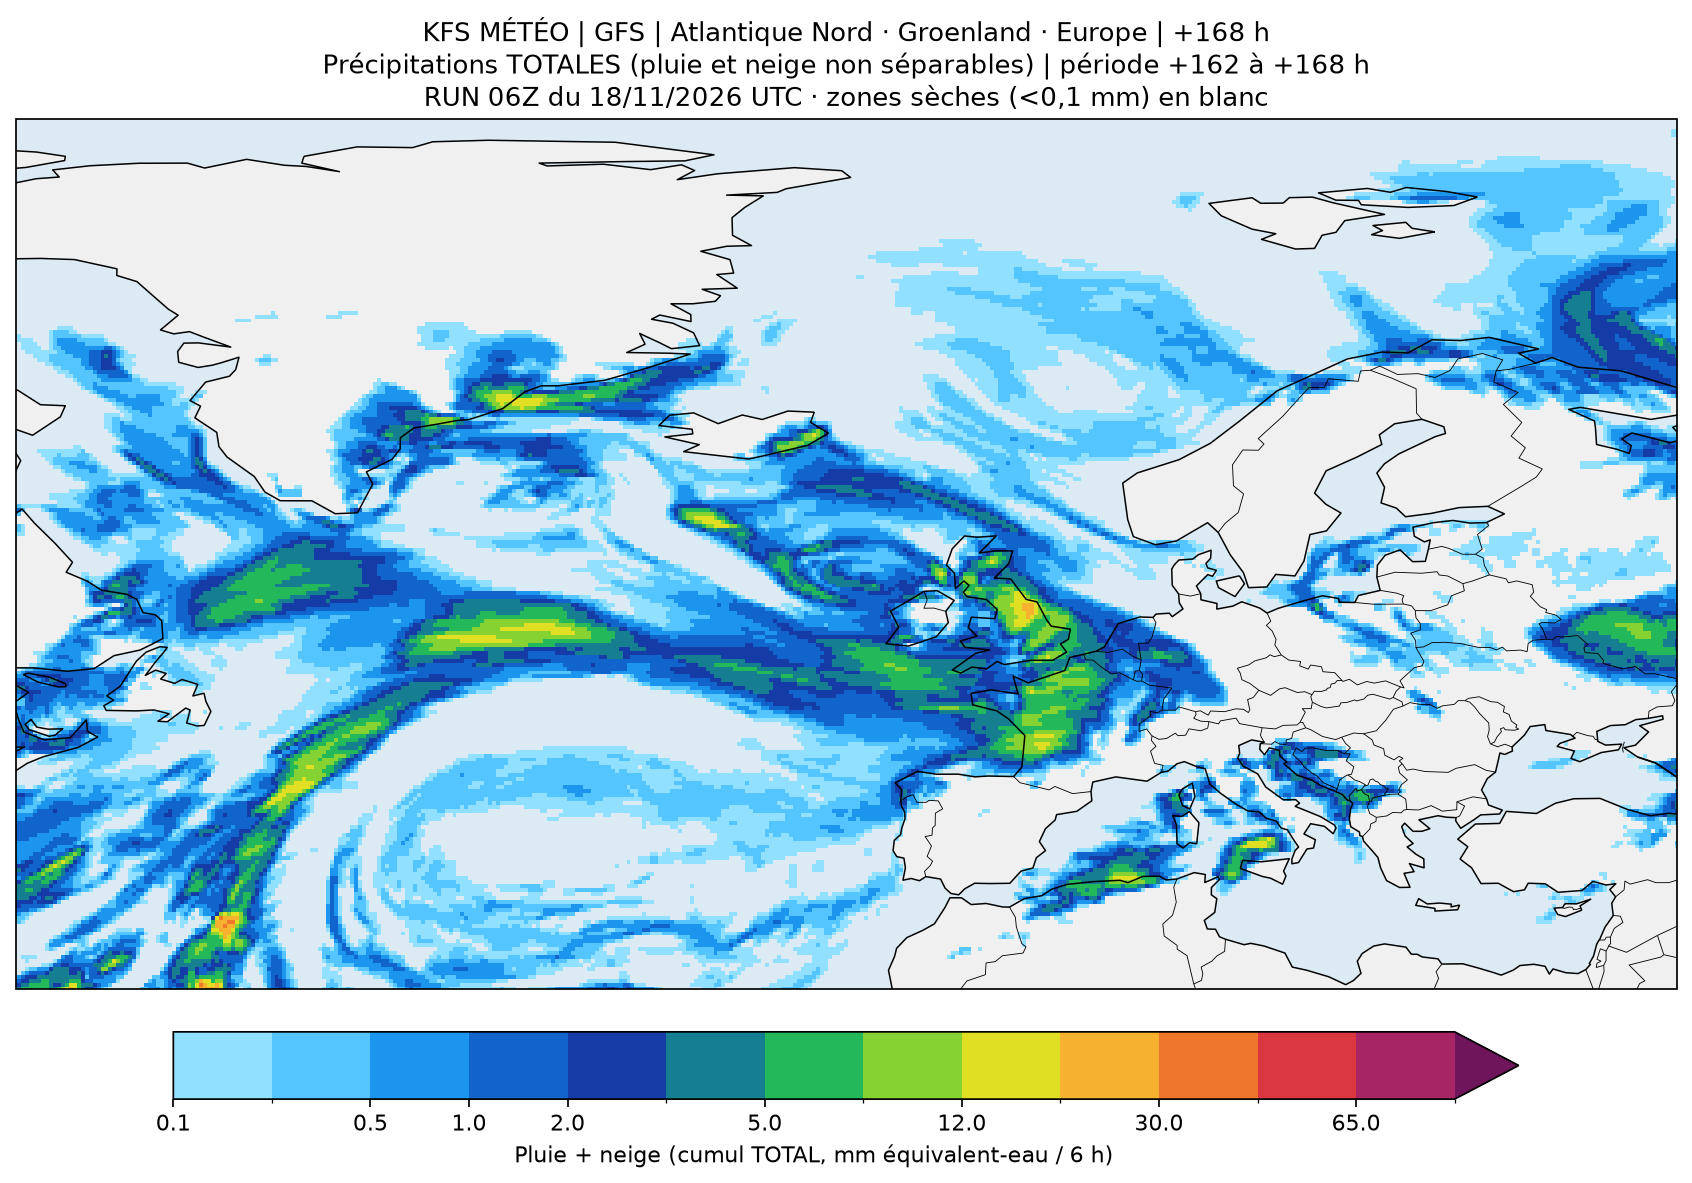 KFS MÉTÉO | GFS | Atlantique Nord · Groenland · Europe | +168 h
Précipitations TOTALES (pluie et neige non séparables) | période +162 à +168 h
RUN 06Z du 18/11/2026 UTC · zones sèches (<0,1 mm) en blanc
0.1 0.5 1.0 2.0 5.0 12.0 30.0 65.0
Pluie + neige (cumul TOTAL, mm équivalent-eau / 6 h)